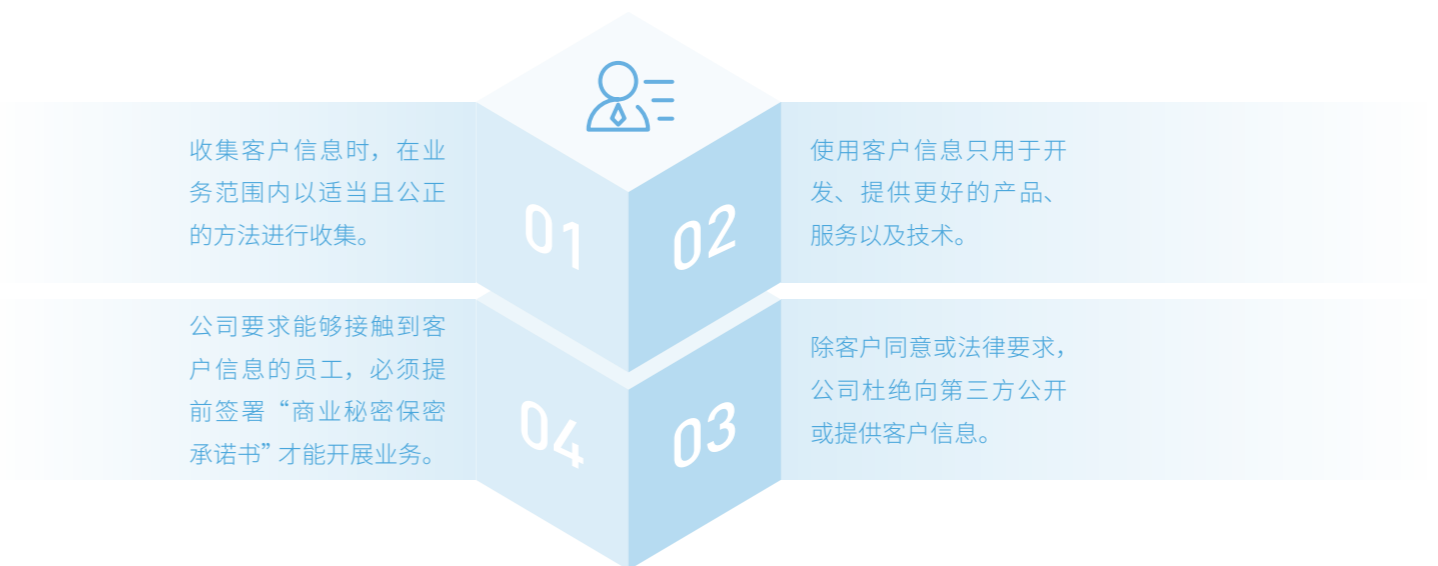 收集客户信息时，在业
务范围内以适当且公正
的方法进行收集。
01
02
使用客户信息只用于开
发、提供更好的产品、
服务以及技术。
公司要求能够接触到客
户信息的员工，必须提
前签署“商业秘密保密
承诺书”才能开展业务。
04
03
除客户同意或法律要求，
公司杜绝向第三方公开
或提供客户信息。